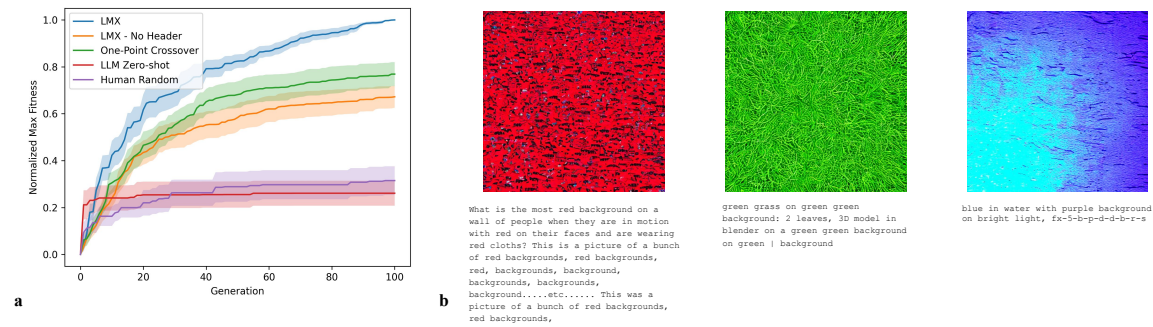 1.0
0.8
0.6
0.4
0.2
0.0
Normalized Max Fitness
LMX
LMX - No Header
One-Point Crossover
LLM Zero-shot
Human Random
0
20
40
60
80
100
Generation
a
b
What is the most red background on a
wall of people when they are in motion
with red on their faces and are wearing
red cloths? This is a picture of a bunch
of red backgrounds, red backgrounds,
red, backgrounds, background,
backgrounds, backgrounds,
background.....etc...... This was a
picture of a bunch of red backgrounds,
red backgrounds,
green grass on green green
background: 2 leaves, 3D model in
blender on a green green background
on green | background
blue in water with purple background
on bright light, fx-5-b-p-d-d-b-r-s